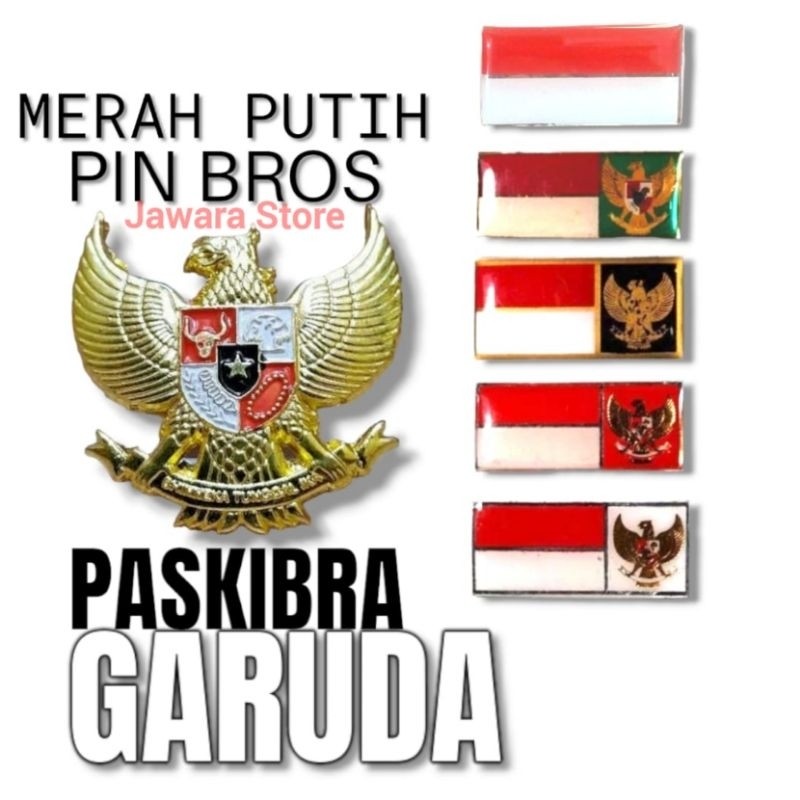 MERAH PUTIH
PIN BROS
Jawara Store
PASKIBRA
GARUDA